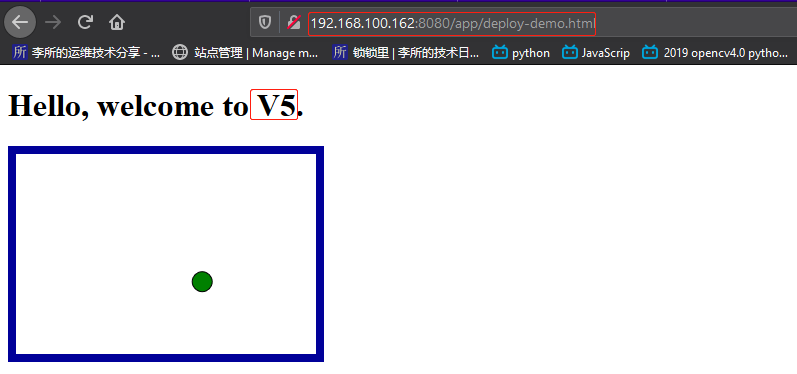 192.168.100.162:8080/app/deploy-demo.html
李所的运维技术分享 - ... 站点管理 | Manage m... 锁锁里 | 李所的技术日... python JavaScrip 2019 opencv4.0 pytho...
Hello, welcome to V5.